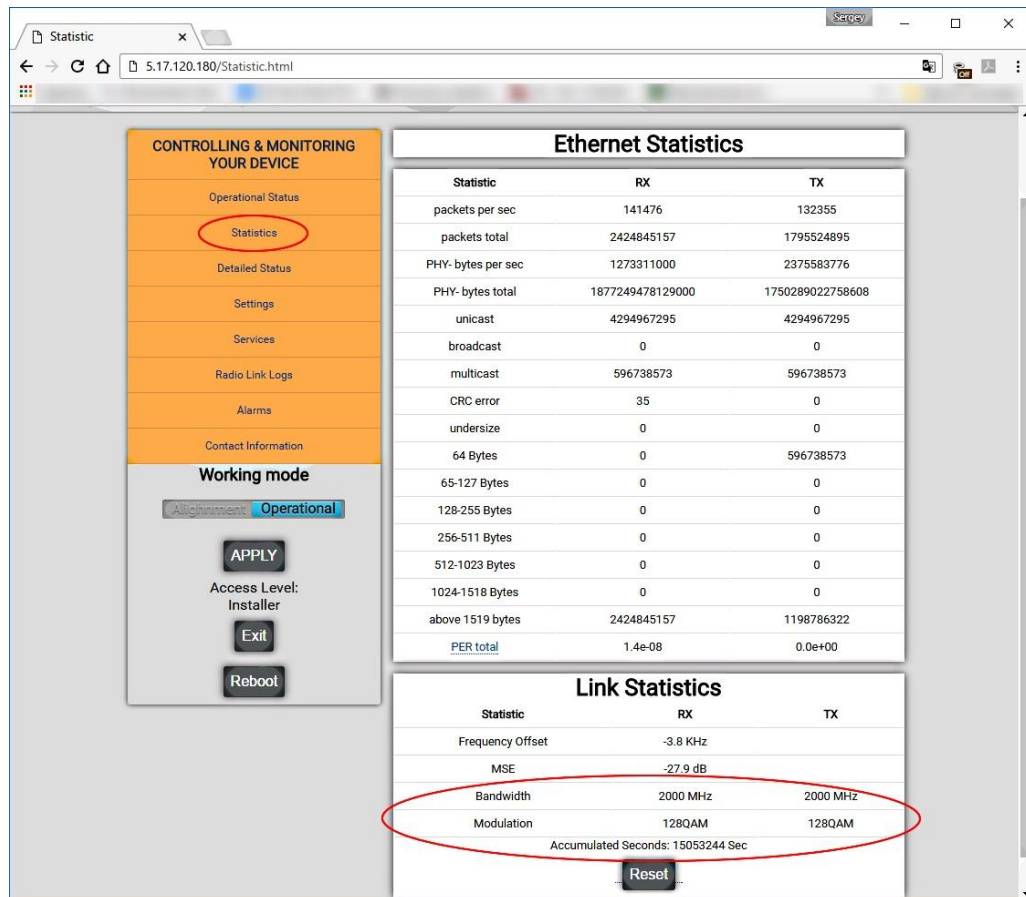 Sergey
Statistic
5.17.120.180/Statistic.html
Off
CONTROLLING & MONITORING
YOUR DEVICE
Operational Status
Statistics
Detailed Status
Settings
Services
Radio Link Logs
Alarms
Contact Information
Working mode
Alighnment Operational
APPLY
Access Level:
Installer
Exit
Reboot
Ethernet Statistics
Statistic RX TX
packets per sec 141476 132355
packets total 2424845157 1795524895
PHY- bytes per sec 1273311000 2375583776
PHY- bytes total 1877249478129000 1750289022758608
unicast 4294967295 4294967295
broadcast 0 0
multicast 596738573 596738573
CRC error 35 0
undersize 0 0
64 Bytes 0 596738573
65-127 Bytes 0 0
128-255 Bytes 0 0
256-511 Bytes 0 0
512-1023 Bytes 0 0
1024-1518 Bytes 0 0
above 1519 bytes 2424845157 1198786322
PER total 1.4e-08 0.0e+00
Link Statistics
Statistic RX TX
Frequency Offset -3.8 KHz
MSE -27.9 dB
Bandwidth 2000 MHz 2000 MHz
Modulation 128QAM 128QAM
Accumulated Seconds: 15053244 Sec
Reset